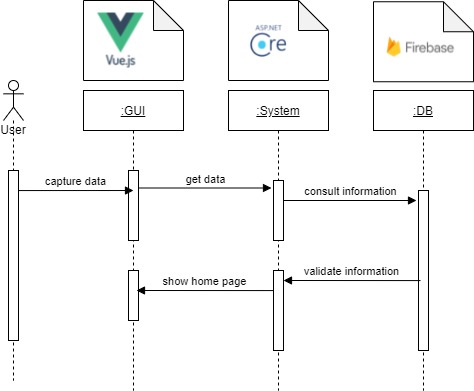 Vue.js
ASP.NET
Core
Firebase
:GUI
:System
:DB
User
capture data
get data
consult information
validate information
show home page